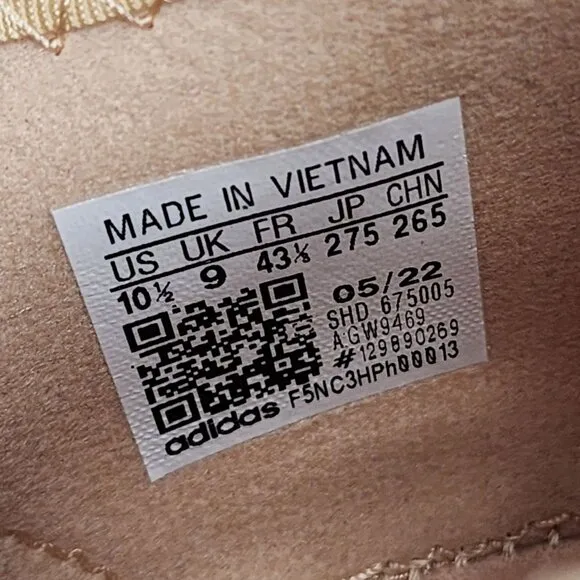 MADE IN VIETNAM
US UK FR JP CHN
10½ 9 43⅓ 275 265
05/22
SHD 675005
AGW9469
#129890269
adidas F5NC3HPh00013